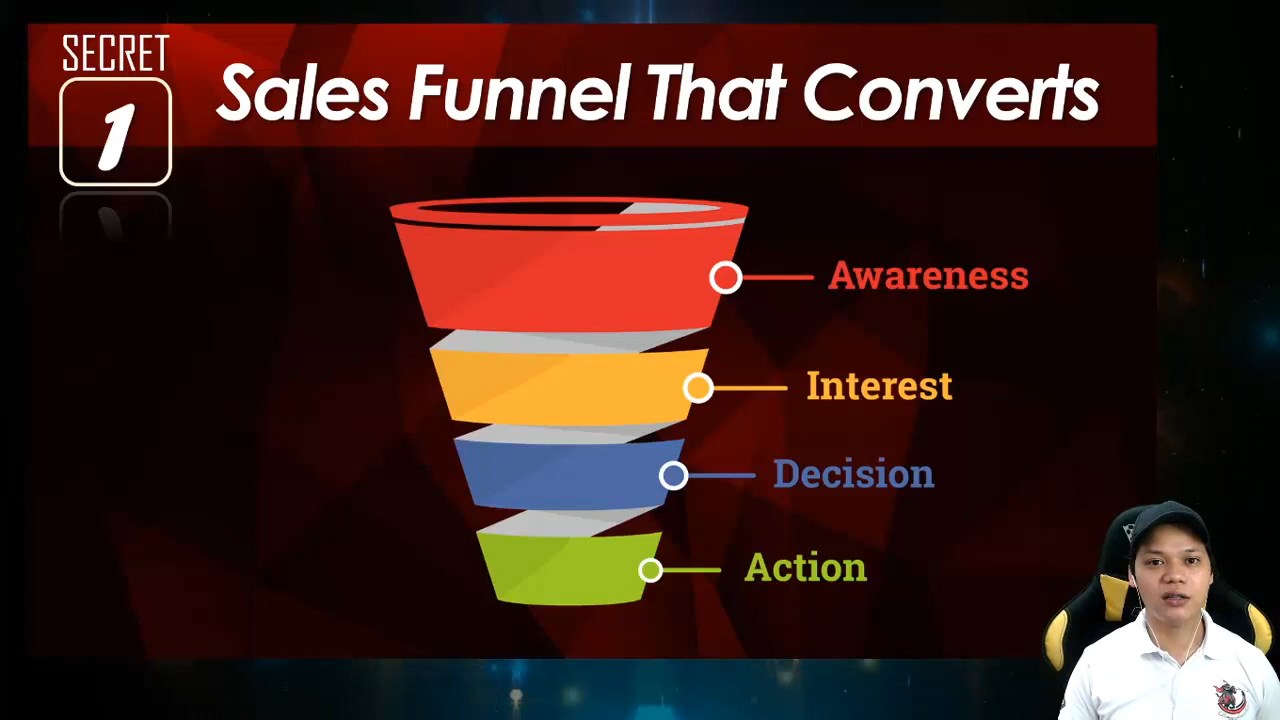 SECRET
1
Sales Funnel That Converts
Awareness
Interest
Decision
Action